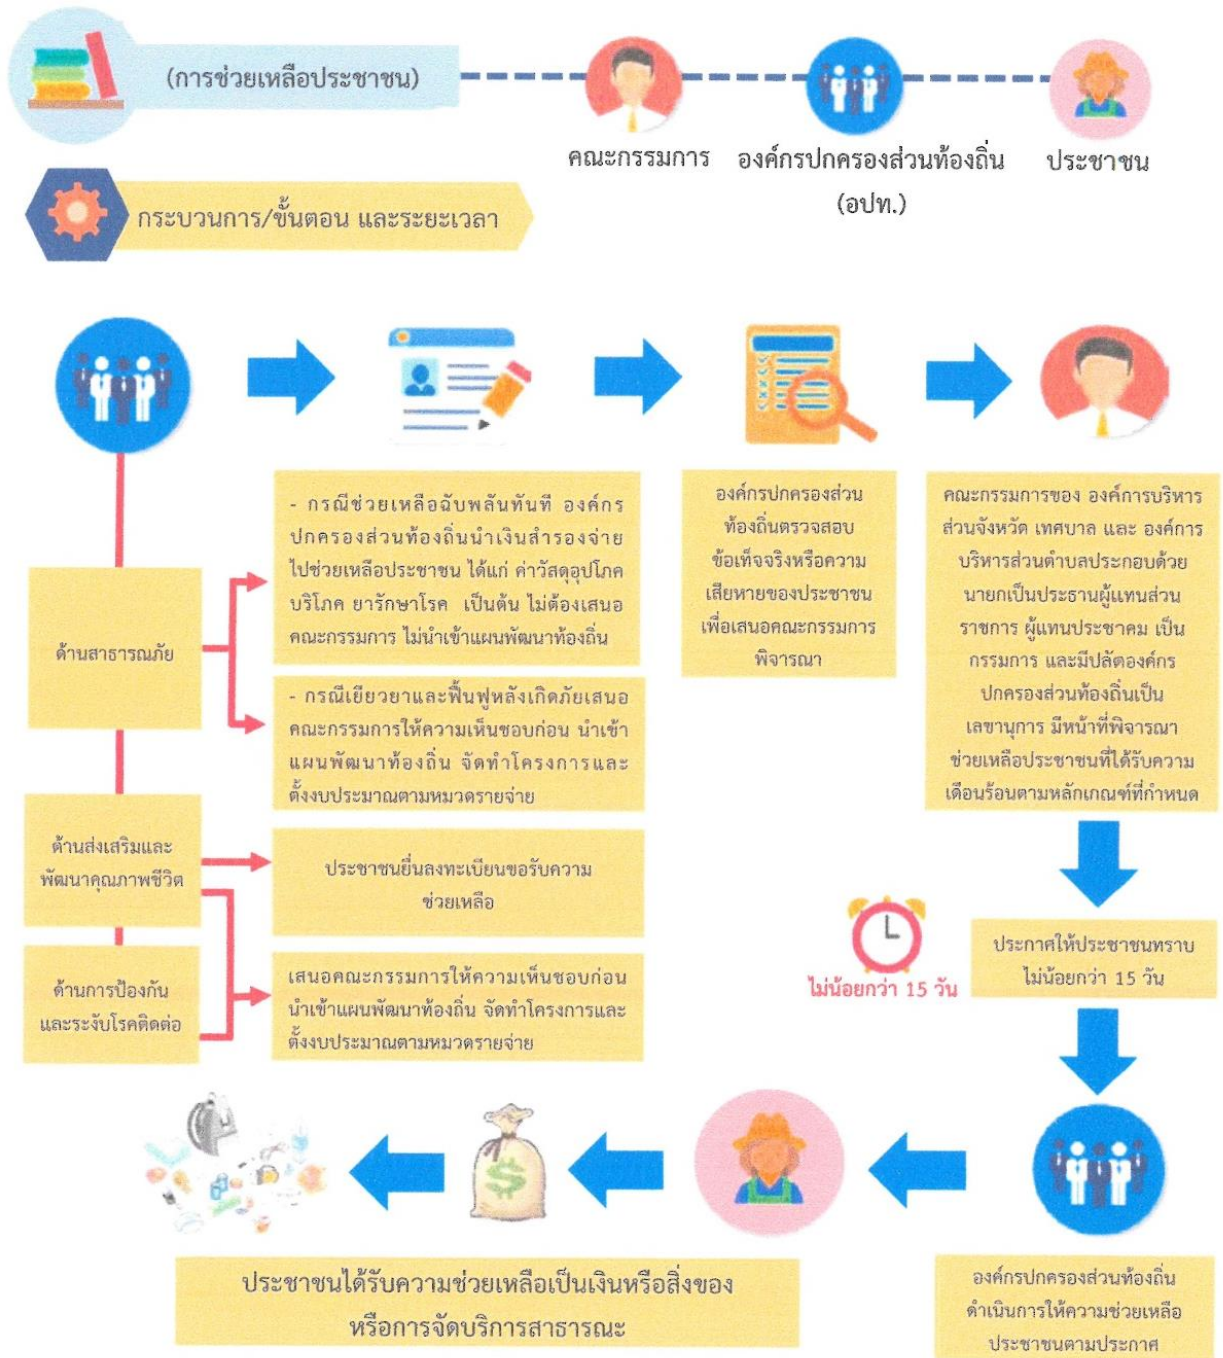 (การช่วยเหลือประชาชน)
คณะกรรมการ
องค์กรปกครองส่วนท้องถิ่น
(อปท.)
ประชาชน
กระบวนการ/ขั้นตอน และระยะเวลา
ด้านสาธารณภัย
- กรณีช่วยเหลือฉับพลันทันที องค์กร
ปกครองส่วนท้องถิ่นนำเงินสำรองจ่าย
ไปช่วยเหลือประชาชน ได้แก่ ค่าวัสดุอุปโภค
บริโภค ยารักษาโรค เป็นต้น ไม่ต้องเสนอ
คณะกรรมการ ไม่นำเข้าแผนพัฒนาท้องถิ่น
- กรณีเยียวยาและฟื้นฟูหลังเกิดภัยเสนอ
คณะกรรมการให้ความเห็นชอบก่อน นำเข้า
แผนพัฒนาท้องถิ่น จัดทำโครงการและ
ตั้งงบประมาณตามหมวดรายจ่าย
ด้านส่งเสริมและ
พัฒนาคุณภาพชีวิต
ประชาชนยื่นลงทะเบียนขอรับความ
ช่วยเหลือ
ด้านการป้องกัน
และระงับโรคติดต่อ
เสนอคณะกรรมการให้ความเห็นชอบก่อน
นำเข้าแผนพัฒนาท้องถิ่น จัดทำโครงการและ
ตั้งงบประมาณตามหมวดรายจ่าย
องค์กรปกครองส่วน
ท้องถิ่นตรวจสอบ
ข้อเท็จจริงหรือความ
เสียหายของประชาชน
เพื่อเสนอคณะกรรมการ
พิจารณา
คณะกรรมการของ องค์การบริหาร
ส่วนจังหวัด เทศบาล และ องค์การ
บริหารส่วนตำบลประกอบด้วย
นายกเป็นประธานผู้แทนส่วน
ราชการ ผู้แทนประชาคม เป็น
กรรมการ และมีปลัดองค์กร
ปกครองส่วนท้องถิ่นเป็น
เลขานุการ มีหน้าที่พิจารณา
ช่วยเหลือประชาชนที่ได้รับความ
เดือนร้อนตามหลักเกณฑ์ที่กำหนด
ไม่น้อยกว่า 15 วัน
ประกาศให้ประชาชนทราบ
ไม่น้อยกว่า 15 วัน
องค์กรปกครองส่วนท้องถิ่น
ดำเนินการให้ความช่วยเหลือ
ประชาชนตามประกาศ
ประชาชนได้รับความช่วยเหลือเป็นเงินหรือสิ่งของ
หรือการจัดบริการสาธารณะ